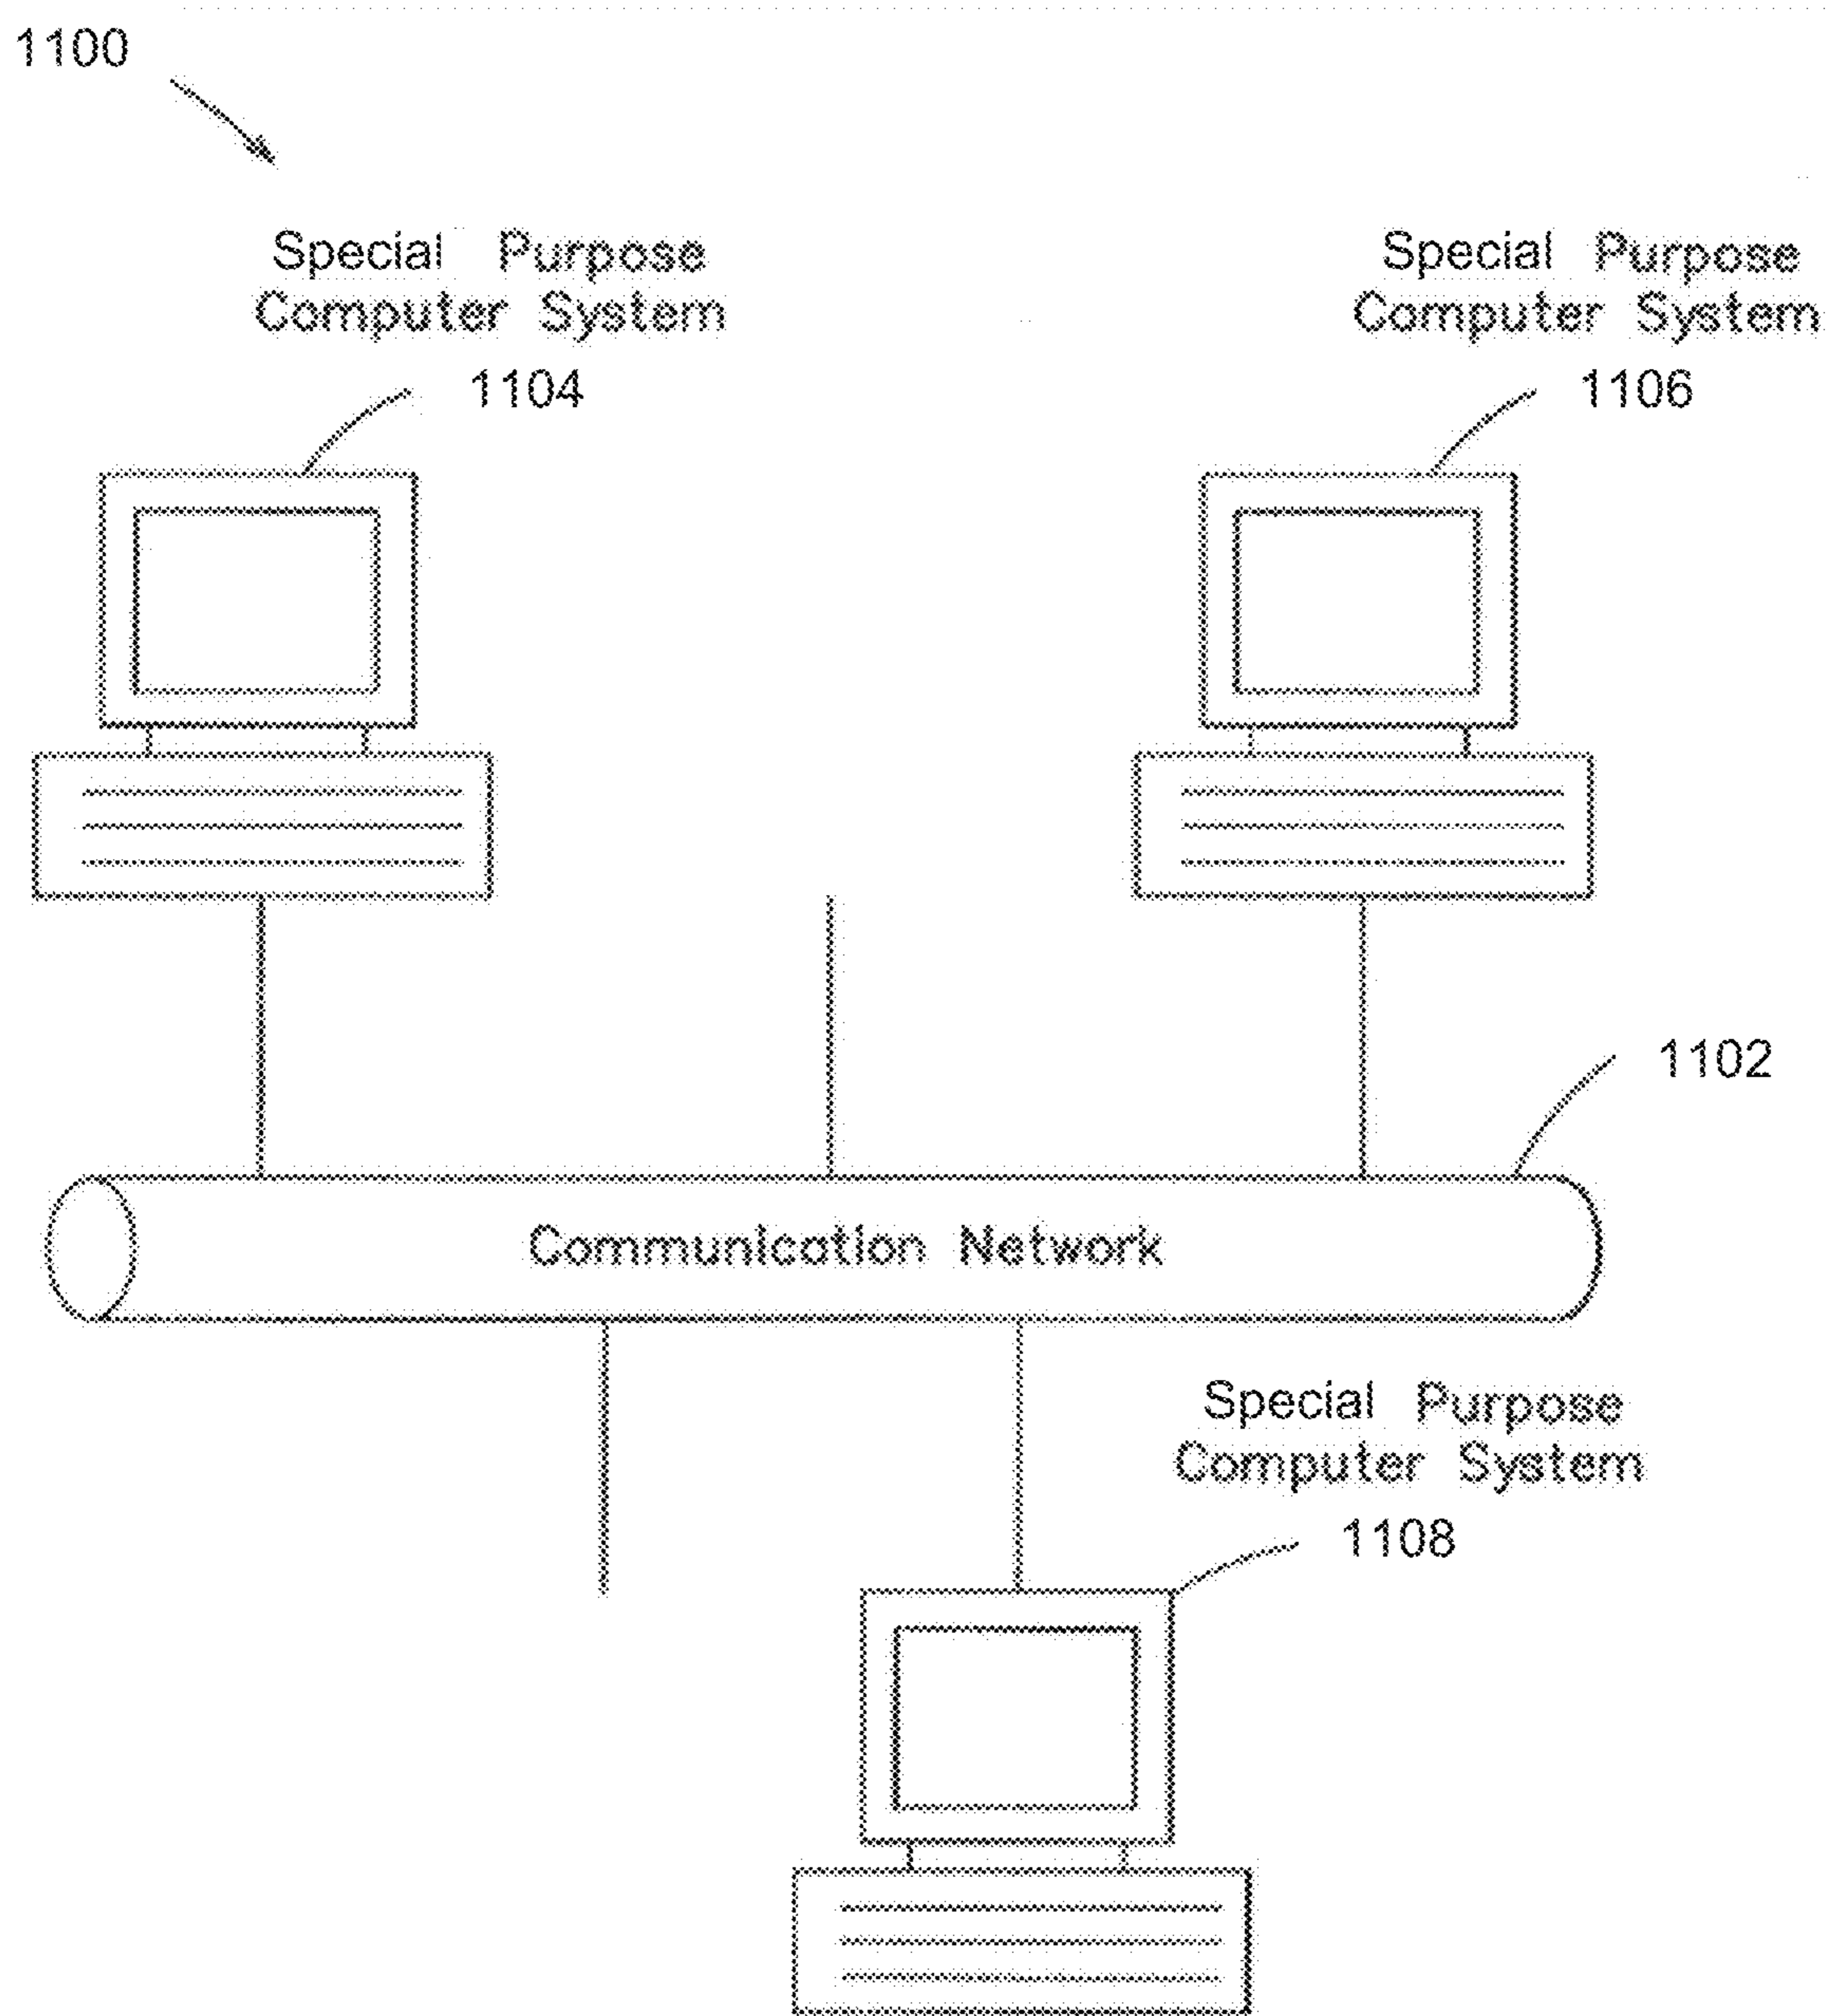 1100
Special Purpose
Computer System
1104
Special Purpose
Computer System
1106
1102
Communication Network
Special Purpose
Computer System
1108